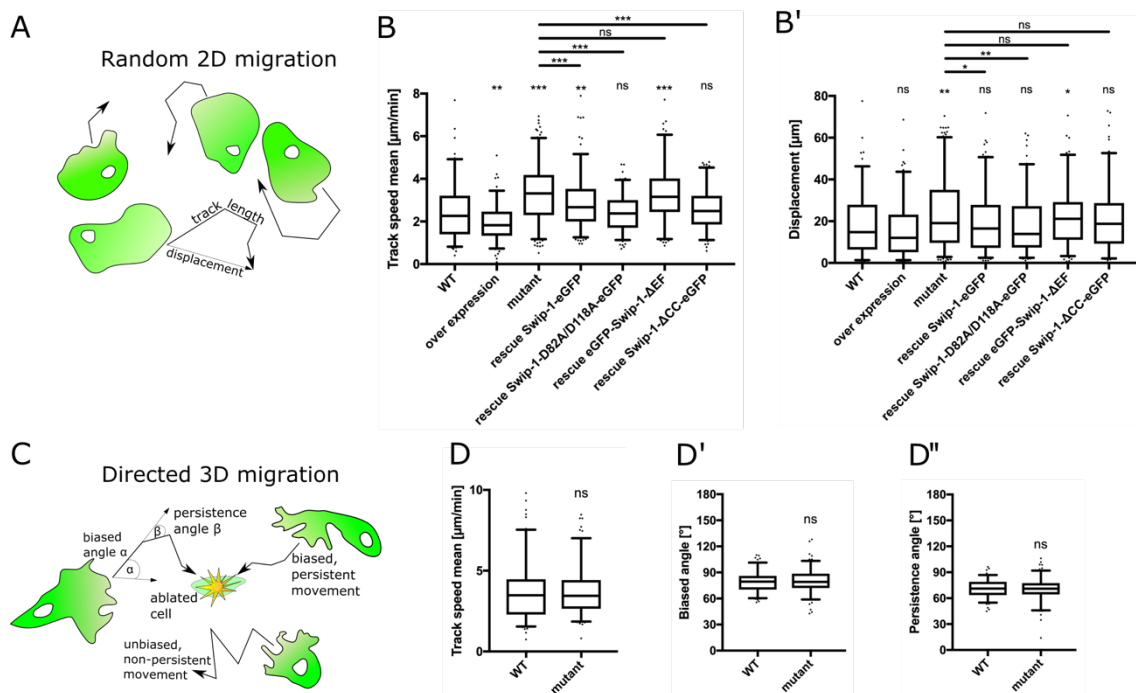 A
Random 2D migration
track length
displacement
B
***
ns
***
***
** *** ** ns *** ns
Track speed mean [µm/min]
8
6
4
2
0
WT
over expression
mutant
rescue Swip-1-eGFP
rescue Swip-1-D82A/D118A-eGFP
rescue eGFP-Swip-1-ΔEF
rescue Swip-1-ΔCC-eGFP
B'
ns
ns
**
*
ns ** ns ns * ns
Displacement [µm]
80
60
40
20
0
WT
over expression
mutant
rescue Swip-1-eGFP
rescue Swip-1-D82A/D118A-eGFP
rescue eGFP-Swip-1-ΔEF
rescue Swip-1-ΔCC-eGFP
C
Directed 3D migration
persistence
angle β
biased
angle α
β
α
ablated
cell
biased,
persistent
movement
unbiased,
non-persistent
movement
D
ns
Track speed mean [µm/min]
10
5
0
WT
mutant
D'
ns
Biased angle [°]
180
150
120
90
60
30
0
WT
mutant
D"
ns
Persistence angle [°]
180
150
120
90
60
30
0
WT
mutant